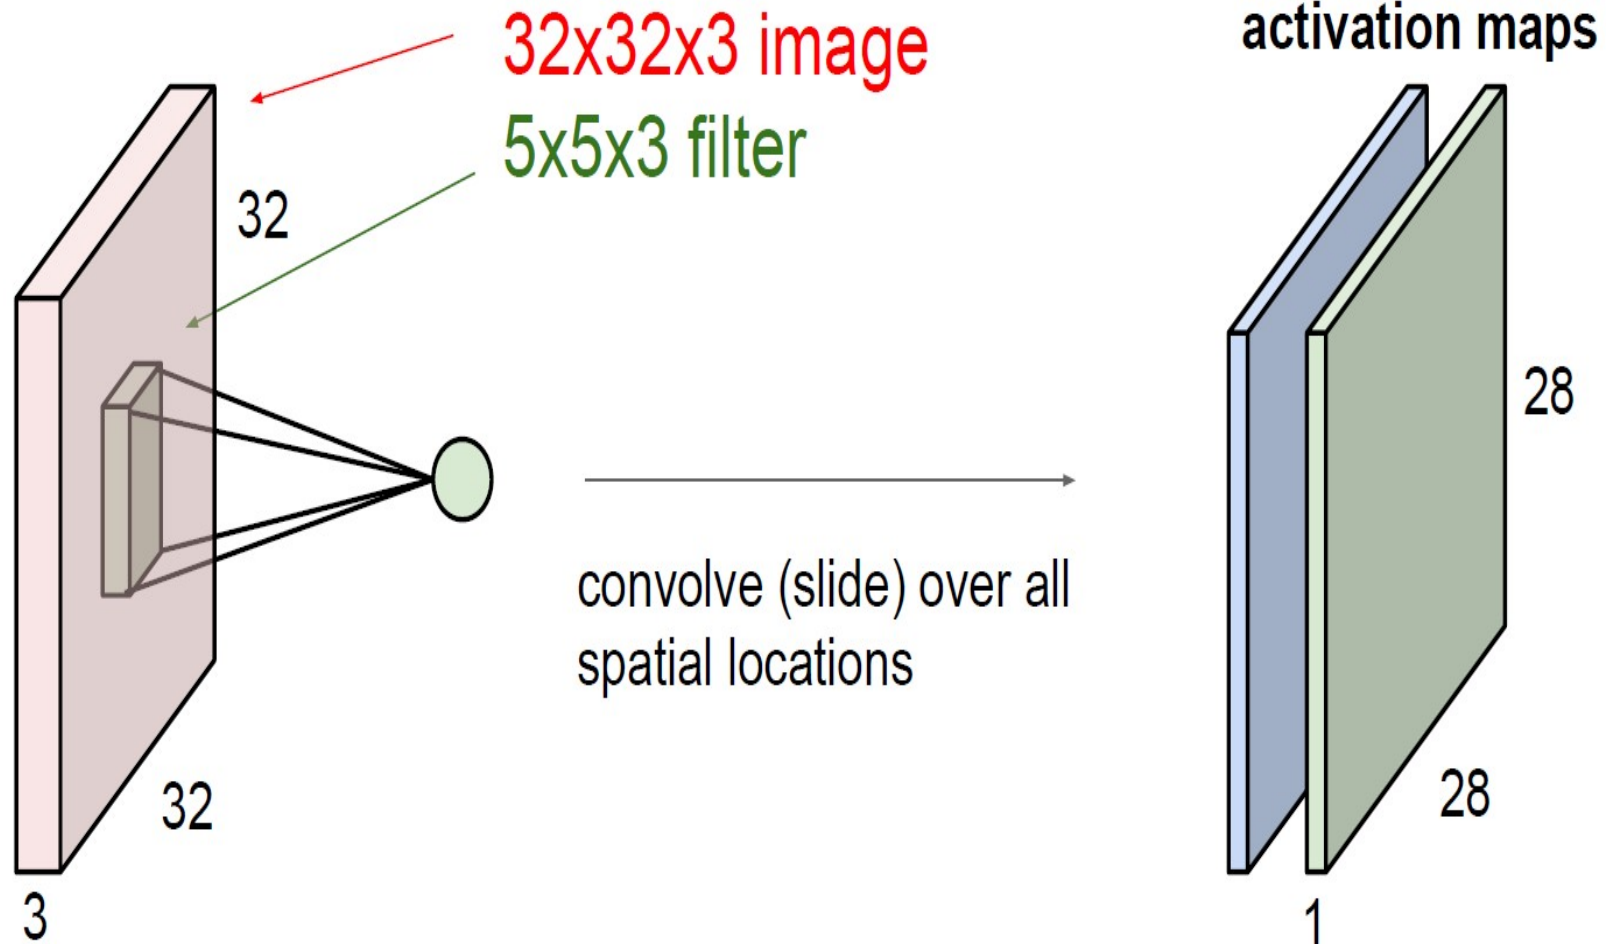 32x32x3 image
5x5x3 filter
activation maps
32
32
3
convolve (slide) over all
spatial locations
28
28
1